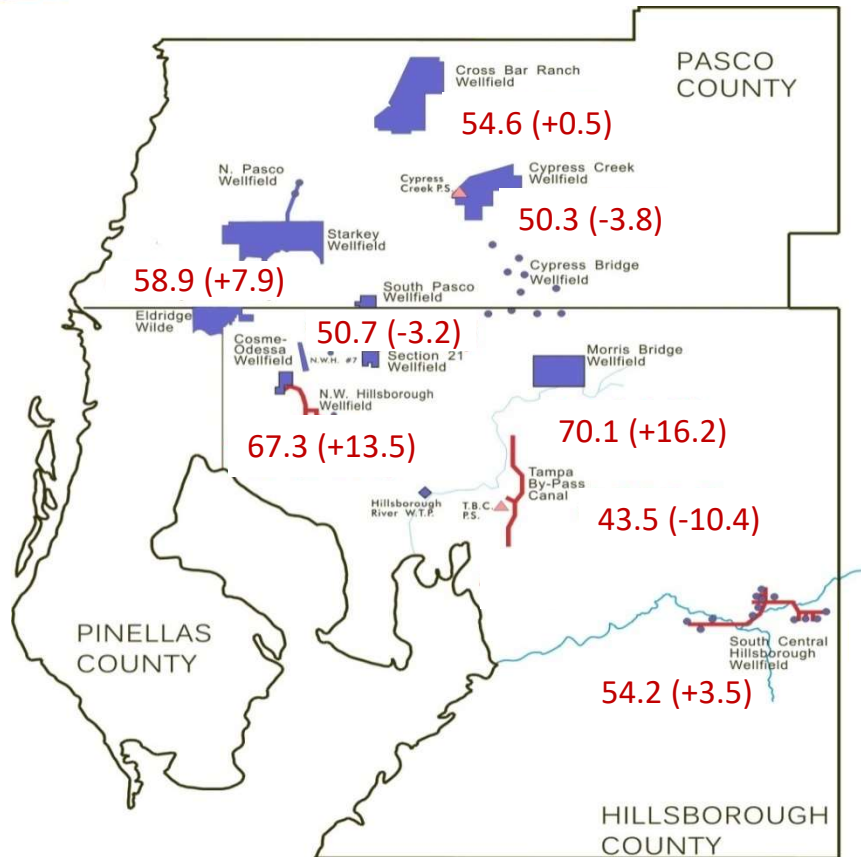 PASCO
COUNTY
Cross Bar Ranch
Wellfield
54.6 (+0.5)
N. Pasco
Wellfield
Cypress
Creek P.S.
Cypress Creek
Wellfield
50.3 (-3.8)
Starkey
Wellfield
58.9 (+7.9)
Cypress Bridge
Wellfield
South Pasco
Wellfield
Eldridge
Wilde
50.7 (-3.2)
Cosme-
Odessa
Wellfield
N.W.H. #7
Section 21
Wellfield
Morris Bridge
Wellfield
N.W. Hillsborough
Wellfield
67.3 (+13.5)
70.1 (+16.2)
Tampa
By-Pass
Canal
Hillsborough
River W.T.P.
T.B.C.
P.S.
43.5 (-10.4)
PINELLAS
COUNTY
South Central
Hillsborough
Wellfield
54.2 (+3.5)
HILLSBOROUGH
COUNTY